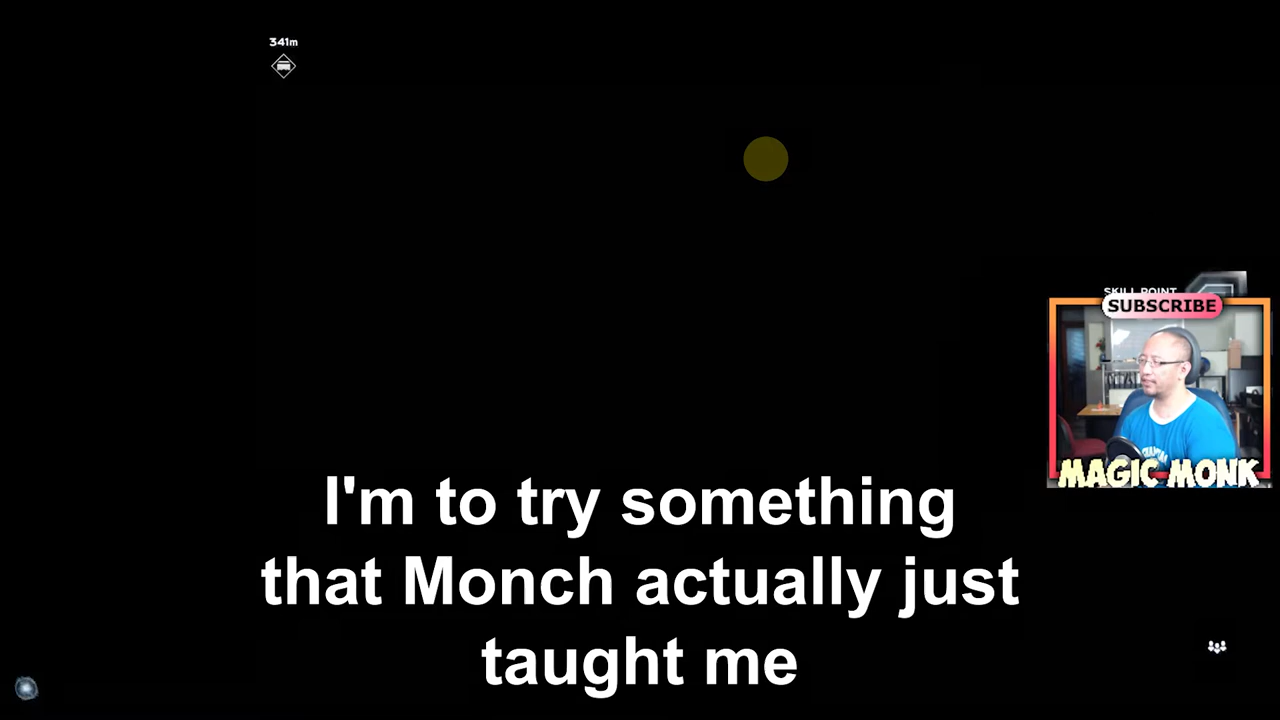 341m
SKILL POINT
SUBSCRIBE
MAGIC MONK
I'm to try something
that Monch actually just
taught me